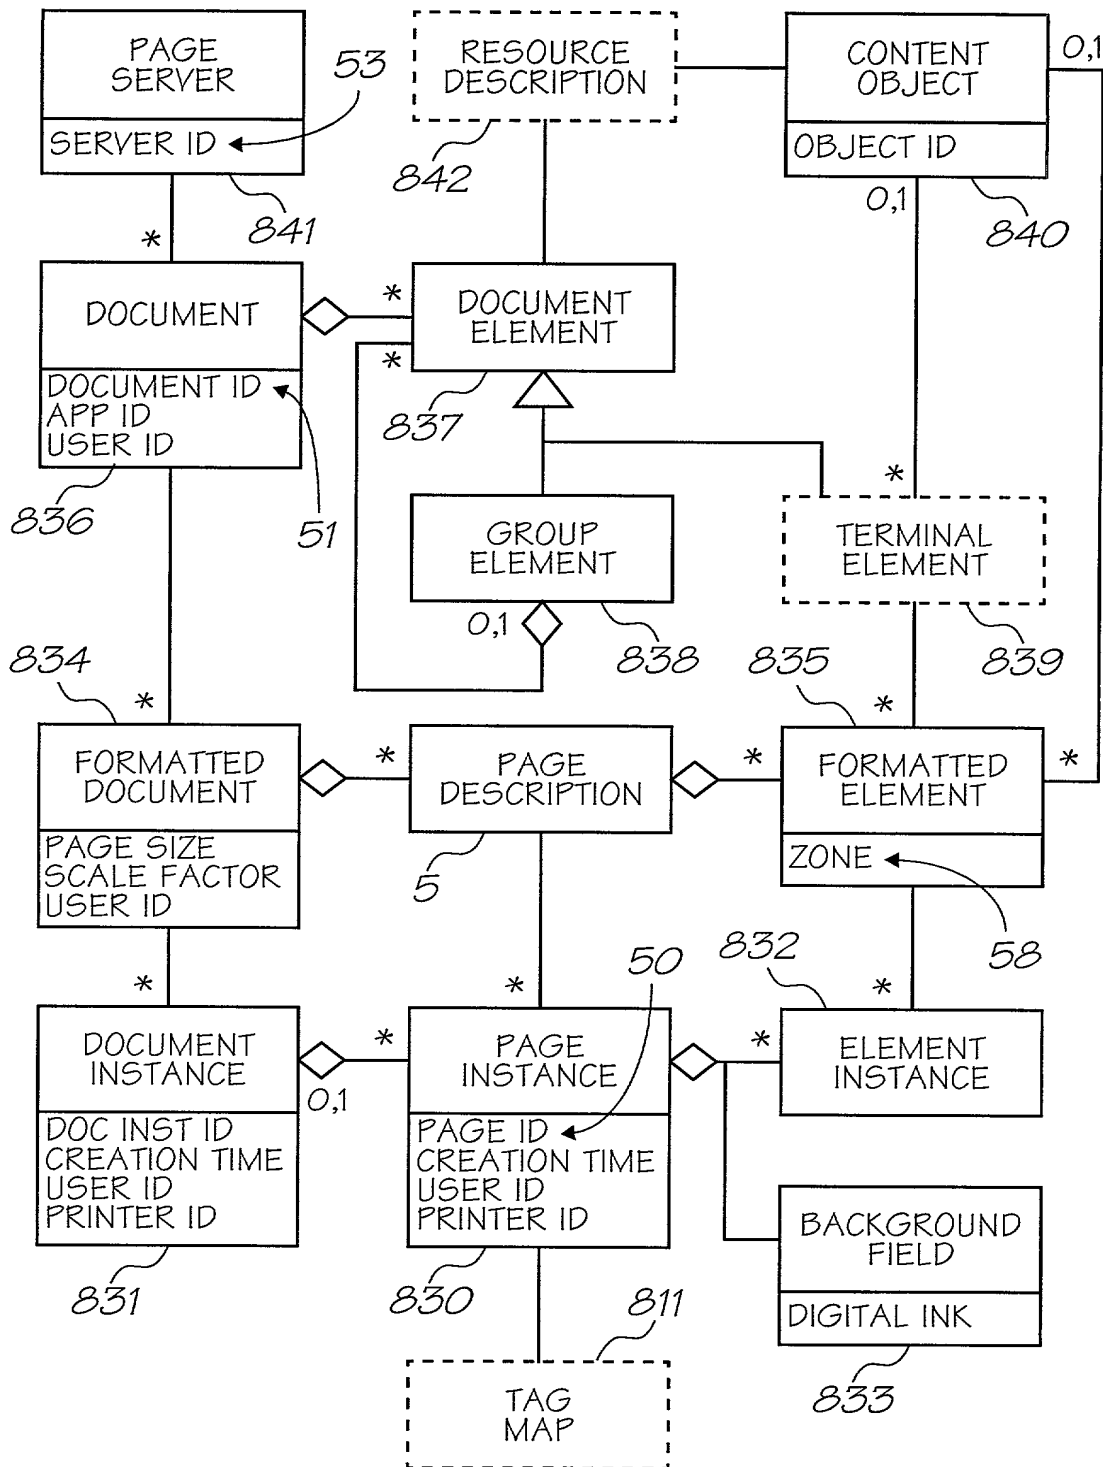 PAGE
SERVER
53
SERVER ID
841
*
RESOURCE
DESCRIPTION
842
CONTENT
OBJECT
0,1
OBJECT ID
0,1
840
DOCUMENT
*
*
DOCUMENT
ELEMENT
837
DOCUMENT ID
APP ID
USER ID
836
51
GROUP
ELEMENT
0,1
838
*
TERMINAL
ELEMENT
839
834
*
FORMATTED
DOCUMENT
*
PAGE
DESCRIPTION
5
*
835
*
FORMATTED
ELEMENT
*
PAGE SIZE
SCALE FACTOR
USER ID
ZONE
58
*
DOCUMENT
INSTANCE
0,1
*
*
50
PAGE
INSTANCE
*
832
*
ELEMENT
INSTANCE
DOC INST ID
CREATION TIME
USER ID
PRINTER ID
831
PAGE ID
CREATION TIME
USER ID
PRINTER ID
830
BACKGROUND
FIELD
DIGITAL INK
833
811
TAG
MAP